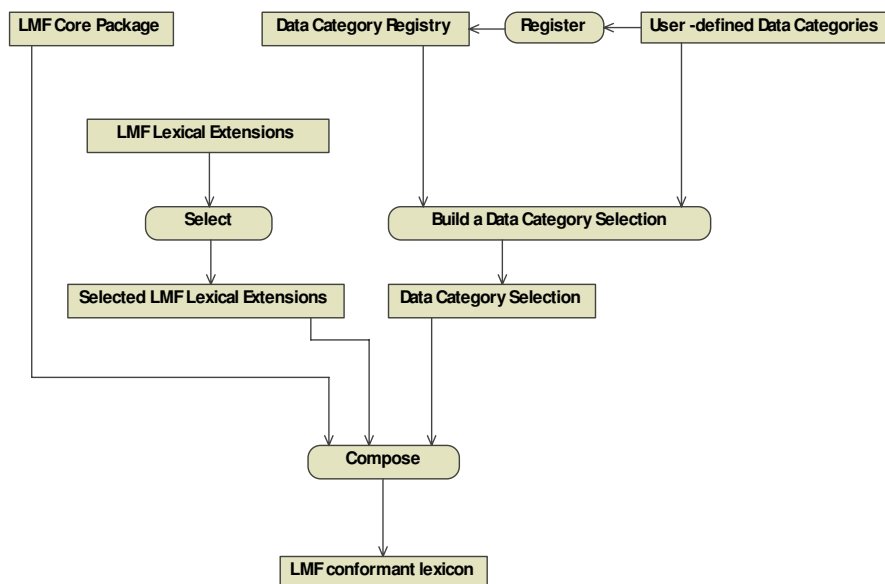 LMF Core Package
Data Category Registry
Register
User -defined Data Categories
LMF Lexical Extensions
Select
Build a Data Category Selection
Selected LMF Lexical Extensions
Data Category Selection
Compose
LMF conformant lexicon